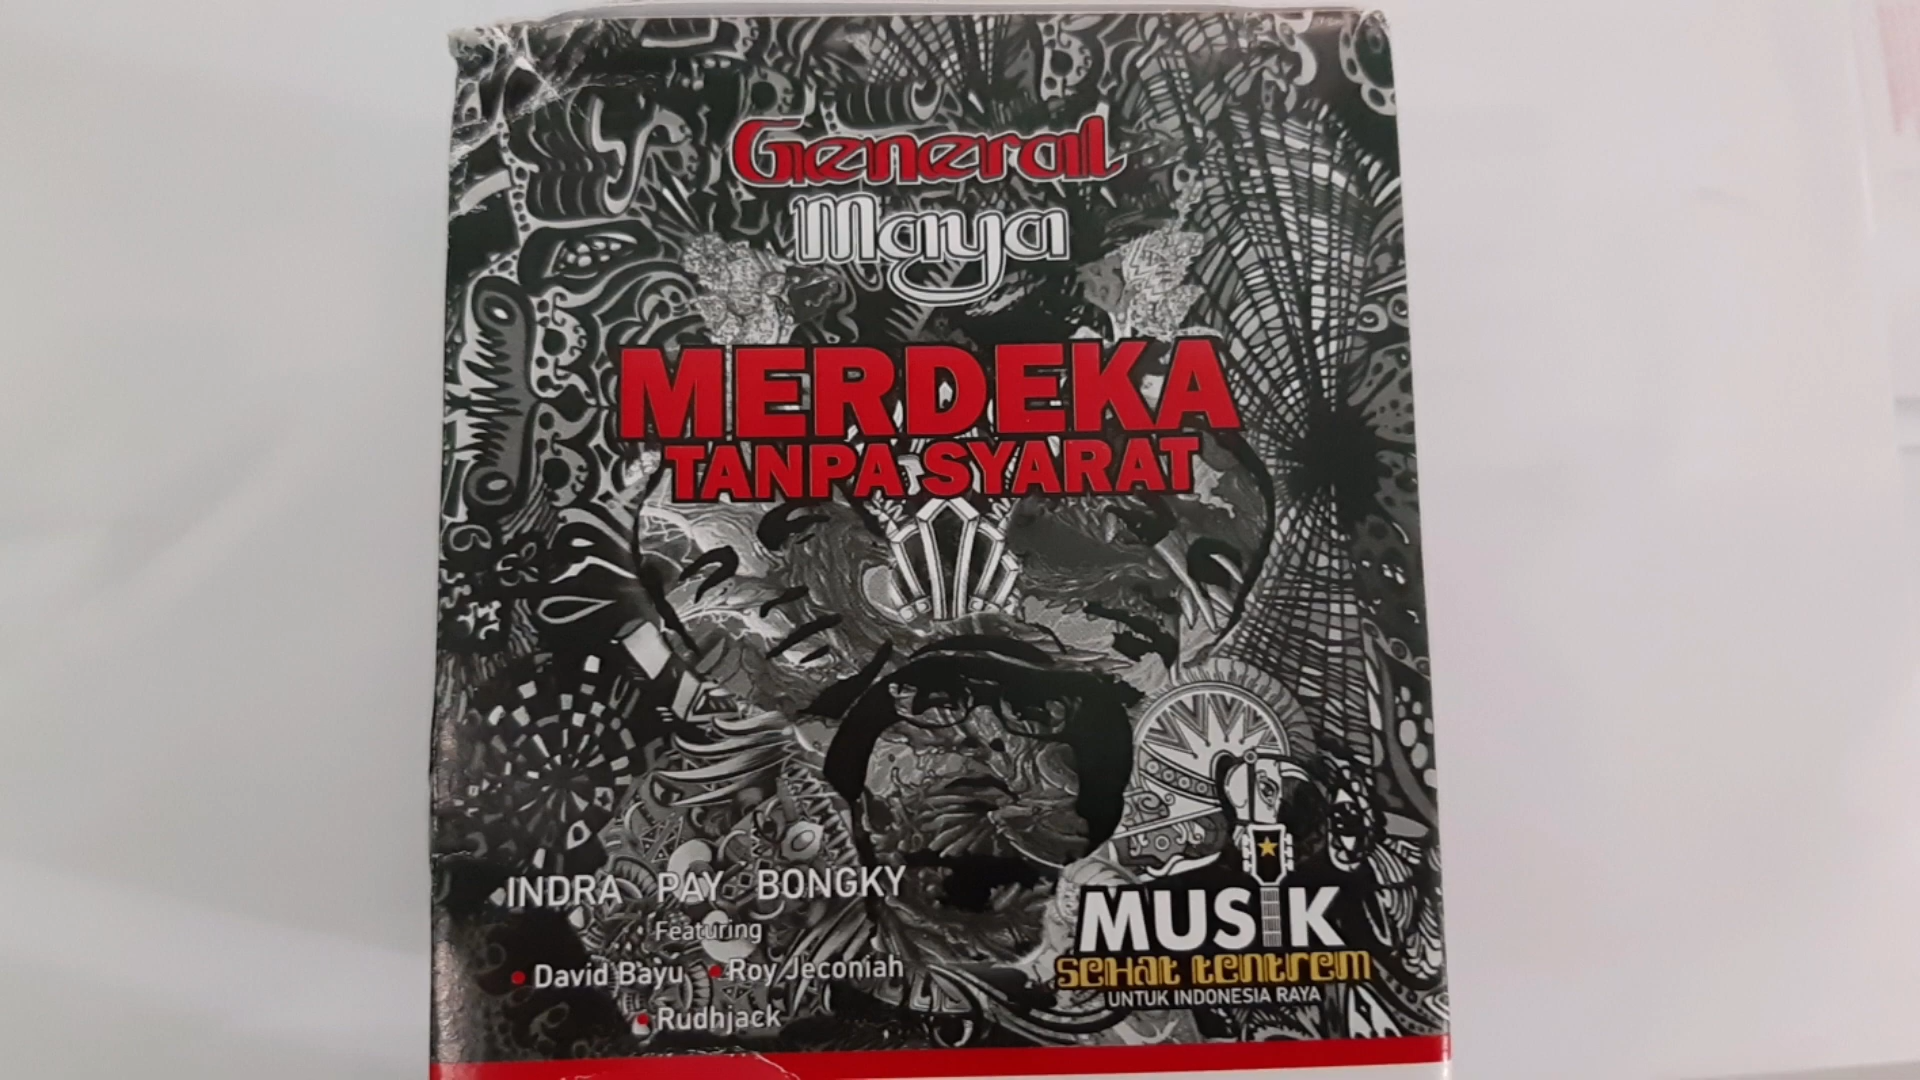 General
Maya
MERDEKA
TANPA SYARAT
INDRA PAY BONGKY
Featuring
• David Bayu • Roy Jeconiah
• Rudhjack
MUSIK
SEHAT TENTREM
UNTUK INDONESIA RAYA